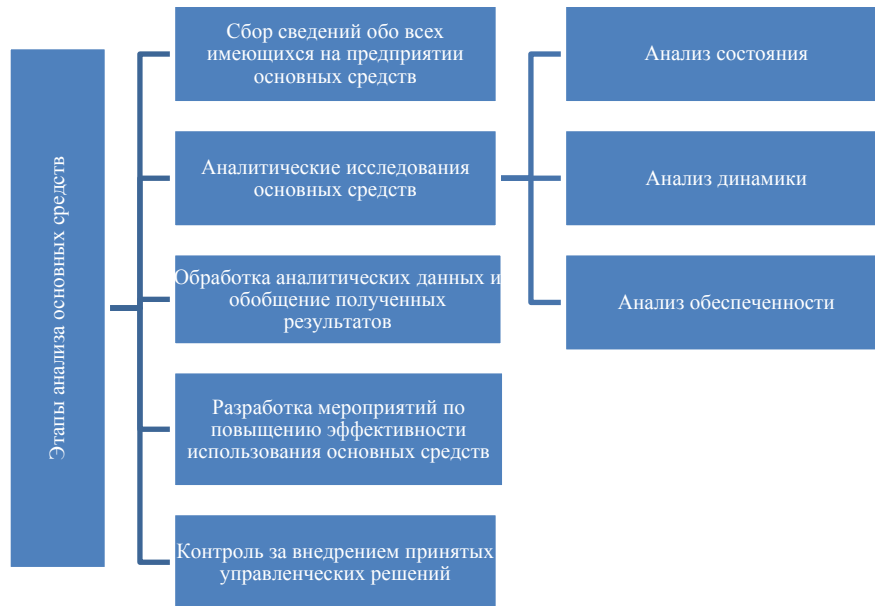 Этапы анализа основных средств
Сбор сведений обо всех
имеющихся на предприятии
основных средств
Аналитические исследования
основных средств
Обработка аналитических данных и
обобщение полученных
результатов
Разработка мероприятий по
повыщению эффективности
использования основных средств
Контроль за внедрением принятых
управленческих решений
Анализ состояния
Анализ динамики
Анализ обеспеченности